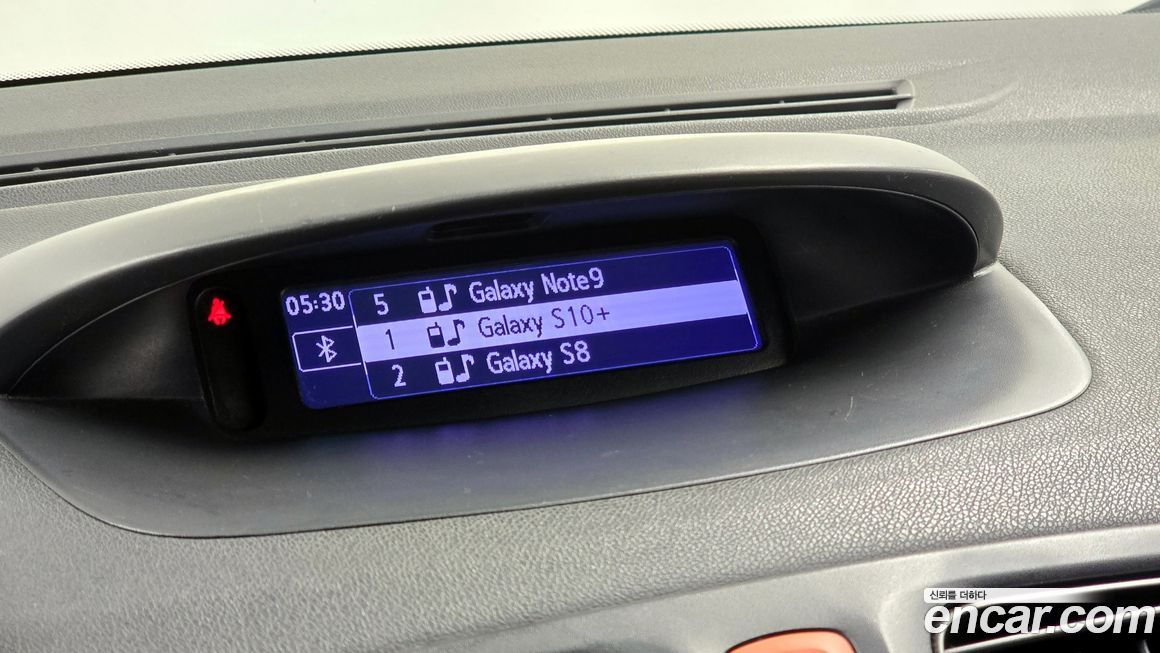 05:30
5 Galaxy Note9
1 Galaxy S10+
2 Galaxy S8
신뢰를 더하다
encar.com